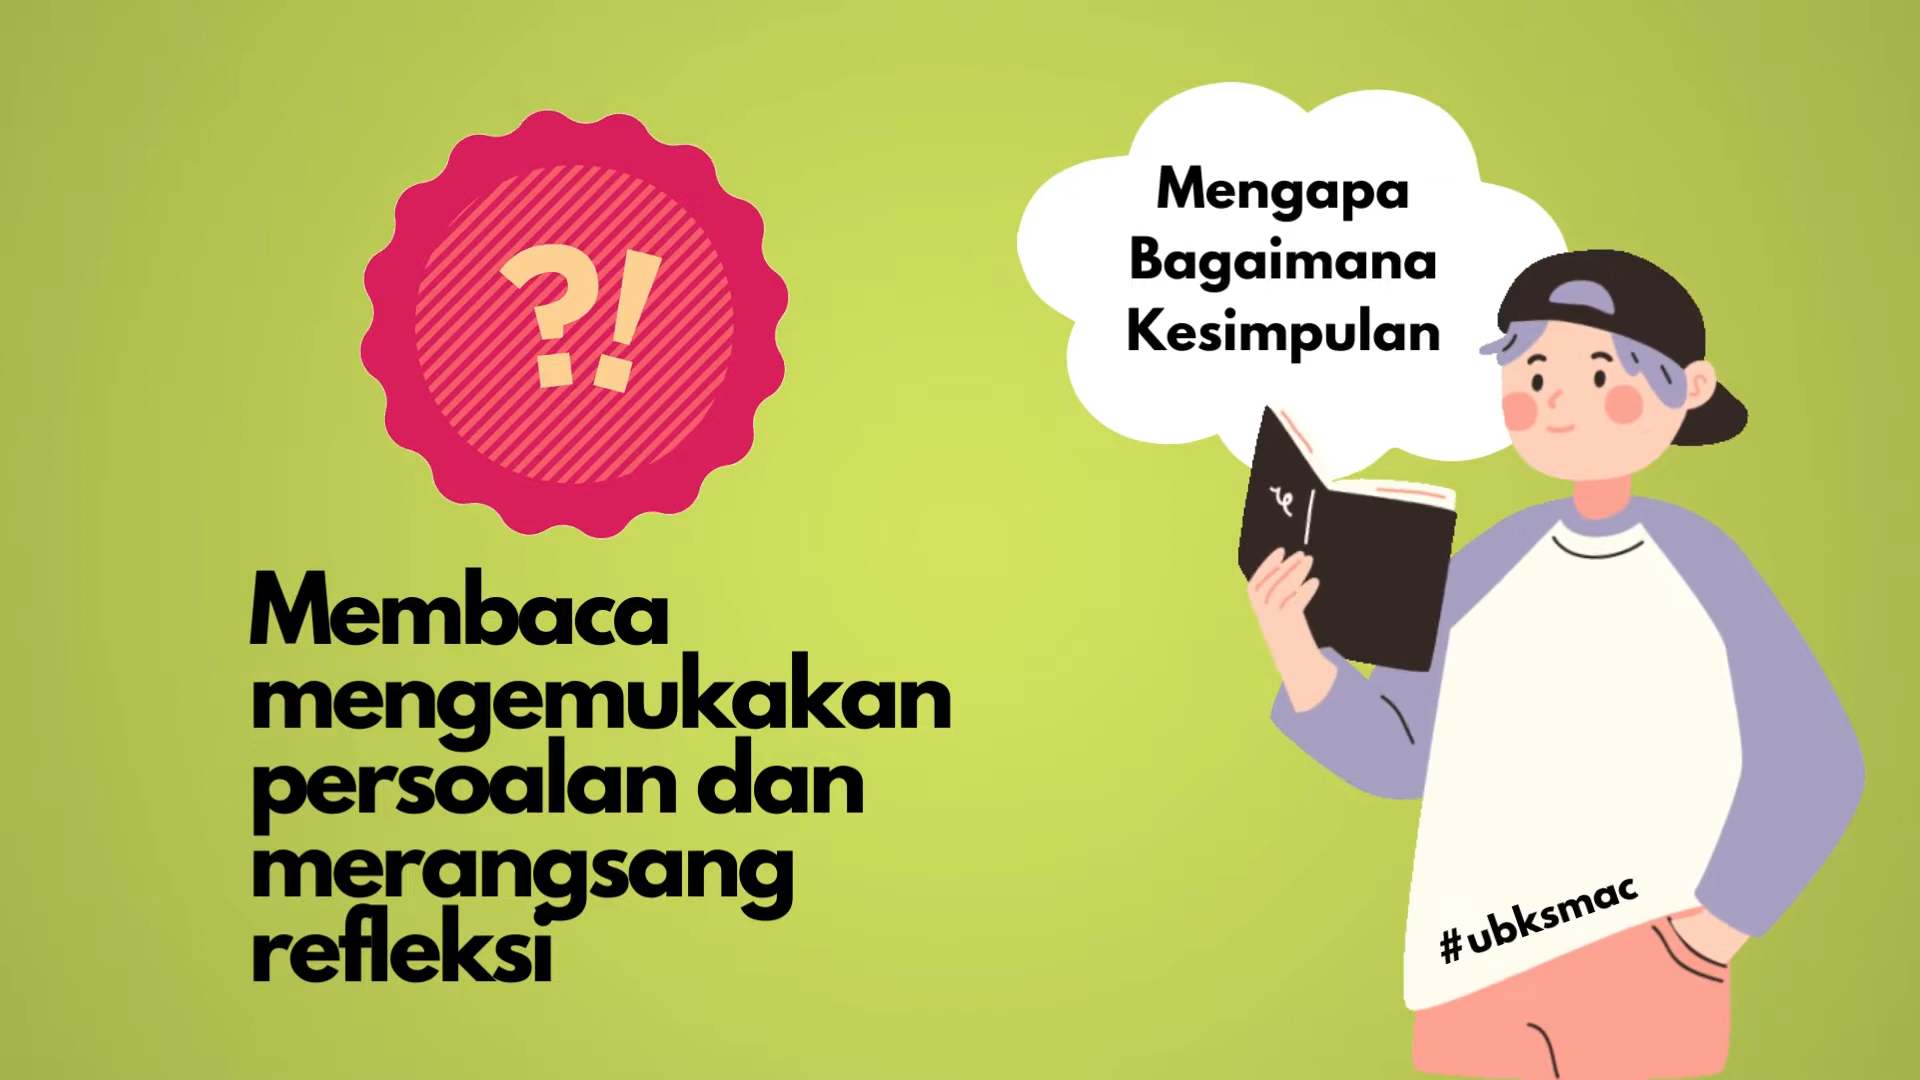 ?!
Membaca
mengemukakan
persoalan dan
merangsang
refleksi
Mengapa
Bagaimana
Kesimpulan
#ubksmac